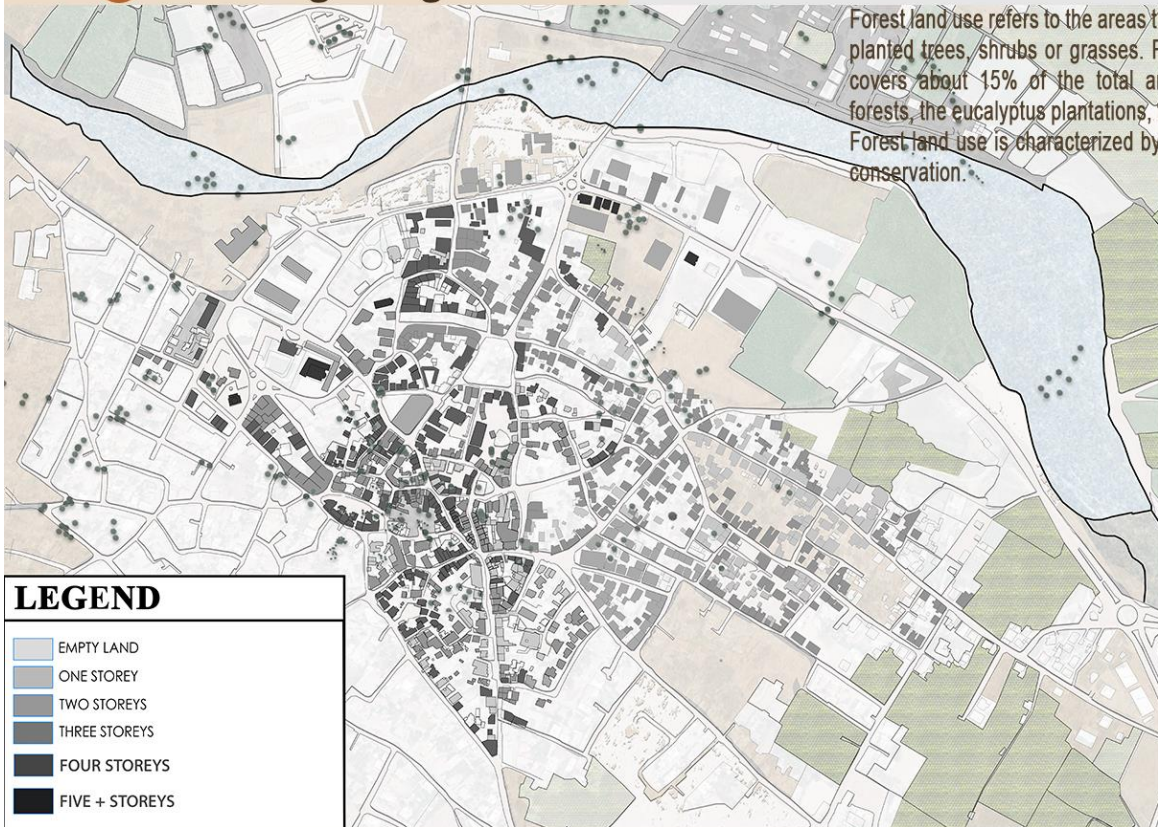 Forest land use refers to the areas t
planted trees, shrubs or grasses. F
covers about 15% of the total ar
forests, the eucalyptus plantations,
Forest land use is characterized by
conservation.
LEGEND
EMPTY LAND
ONE STOREY
TWO STOREYS
THREE STOREYS
FOUR STOREYS
FIVE + STOREYS